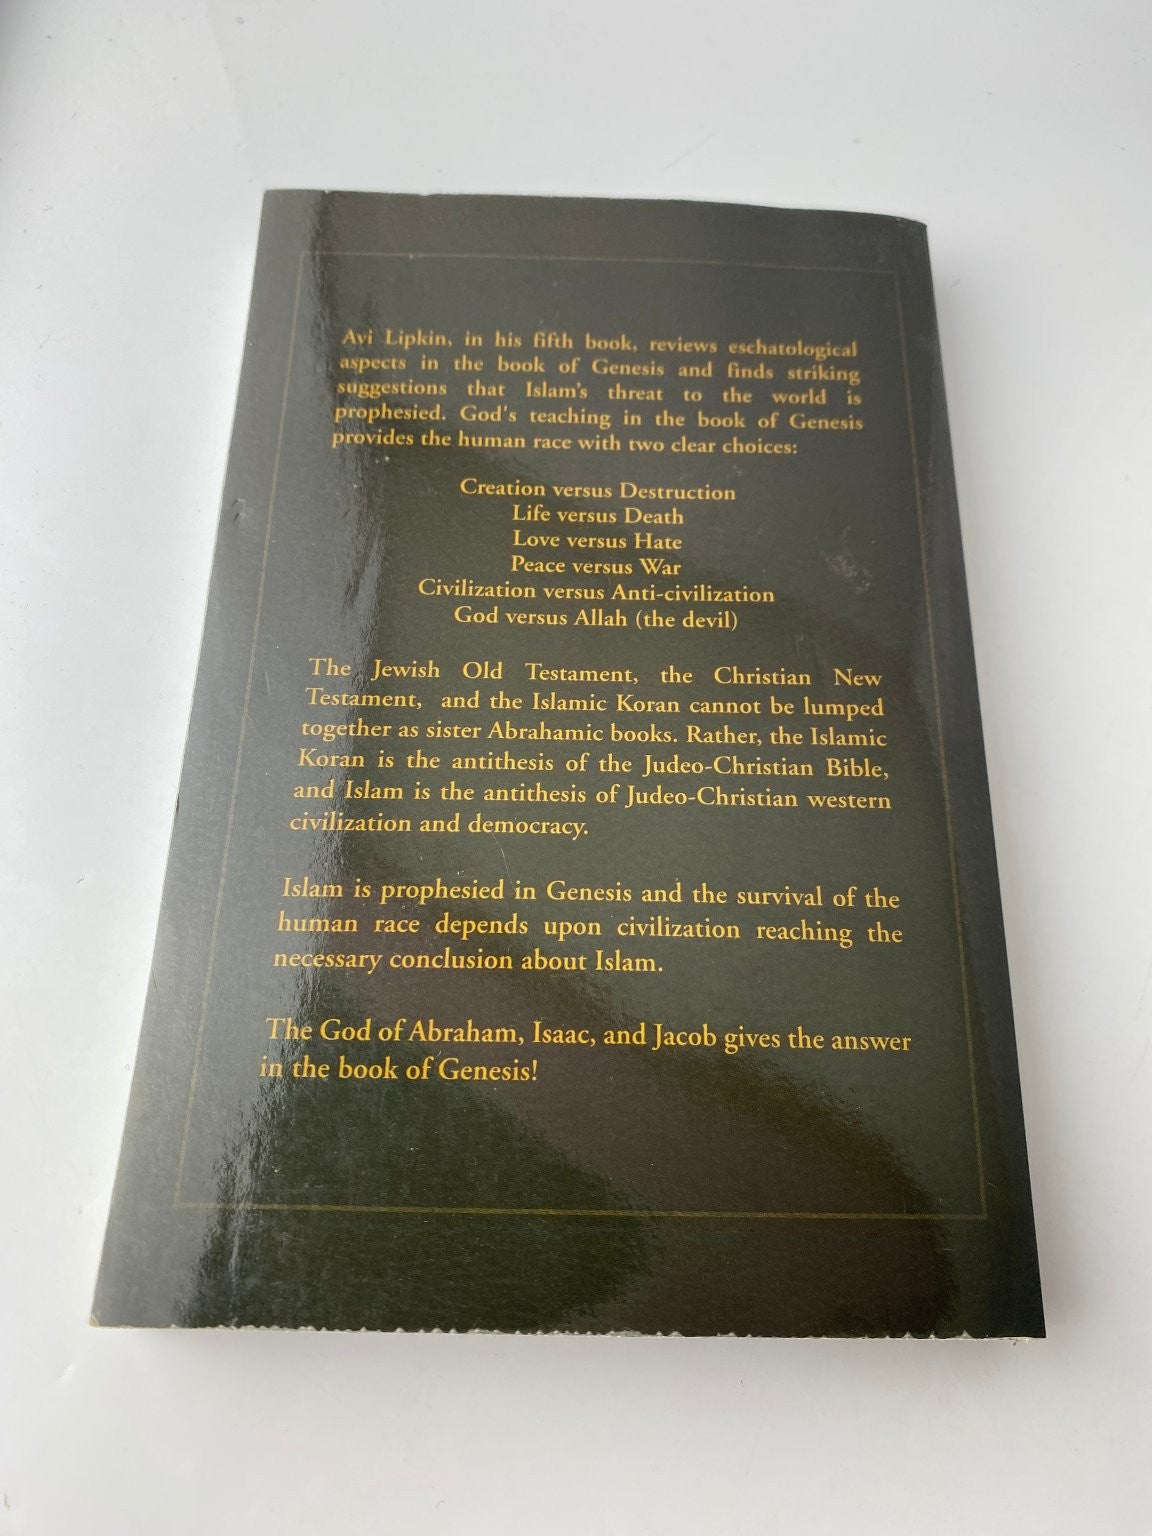 Avi Lipkin, in his fifth book, reviews eschatological
aspects in the book of Genesis and finds striking
suggestions that Islam's threat to the world is
prophesied. God's teaching in the book of Genesis
provides the human race with two clear choices:
Creation versus Destruction
Life versus Death
Love versus Hate
Peace versus War
Civilization versus Anti-civilization
God versus Allah (the devil)
The Jewish Old Testament, the Christian New
Testament, and the Islamic Koran cannot be lumped
together as sister Abrahamic books. Rather, the Islamic
Koran is the antithesis of the Judeo-Christian Bible,
and Islam is the antithesis of Judeo-Christian western
civilization and democracy.
Islam is prophesied in Genesis and the survival of the
human race depends upon civilization reaching the
necessary conclusion about Islam.
The God of Abraham, Isaac, and Jacob gives the answer
in the book of Genesis!